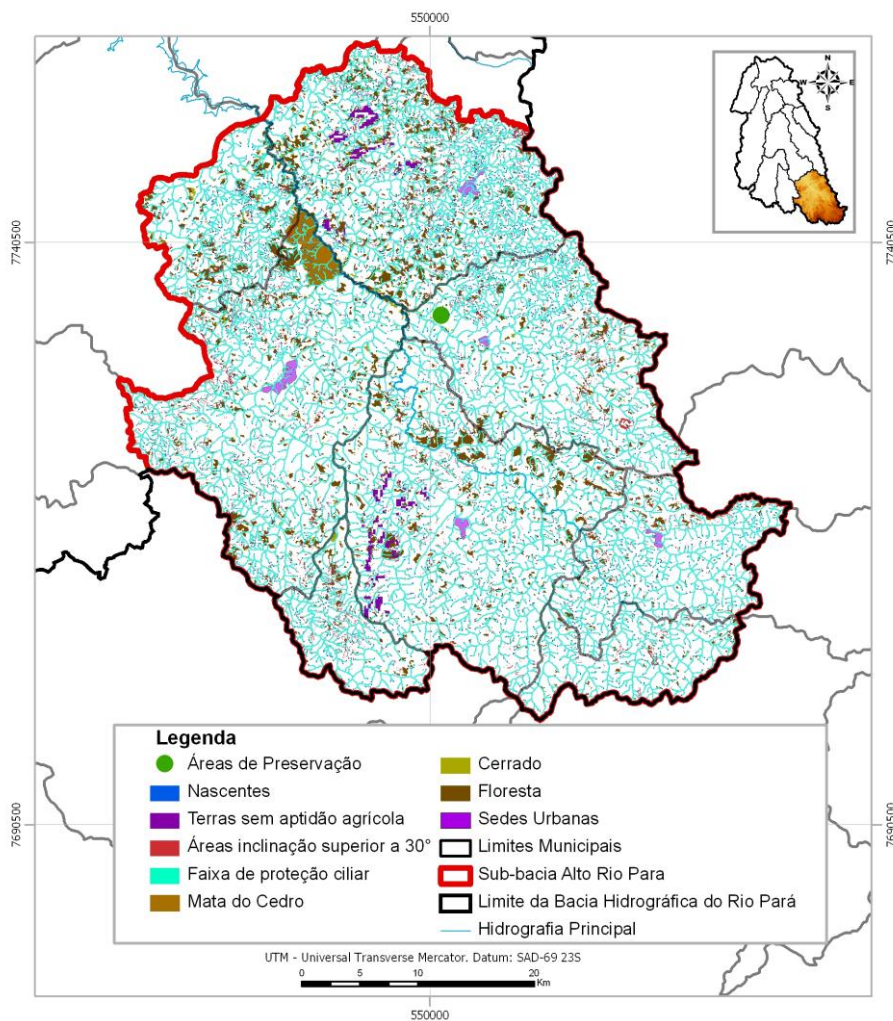 550000
N
W E
S
7740500 7740500
Legenda
Áreas de Preservação
Nascentes
Terras sem aptidão agrícola
Áreas inclinação superior a 30°
Faixa de proteção ciliar
Mata do Cedro
Cerrado
Floresta
Sedes Urbanas
Limites Municipais
Sub-bacia Alto Rio Para
Limite da Bacia Hidrográfica do Rio Pará
Hidrografia Principal
7690500 7690500
UTM - Universal Transverse Mercator. Datum: SAD-69 23S
0 5 10 20
Km
550000